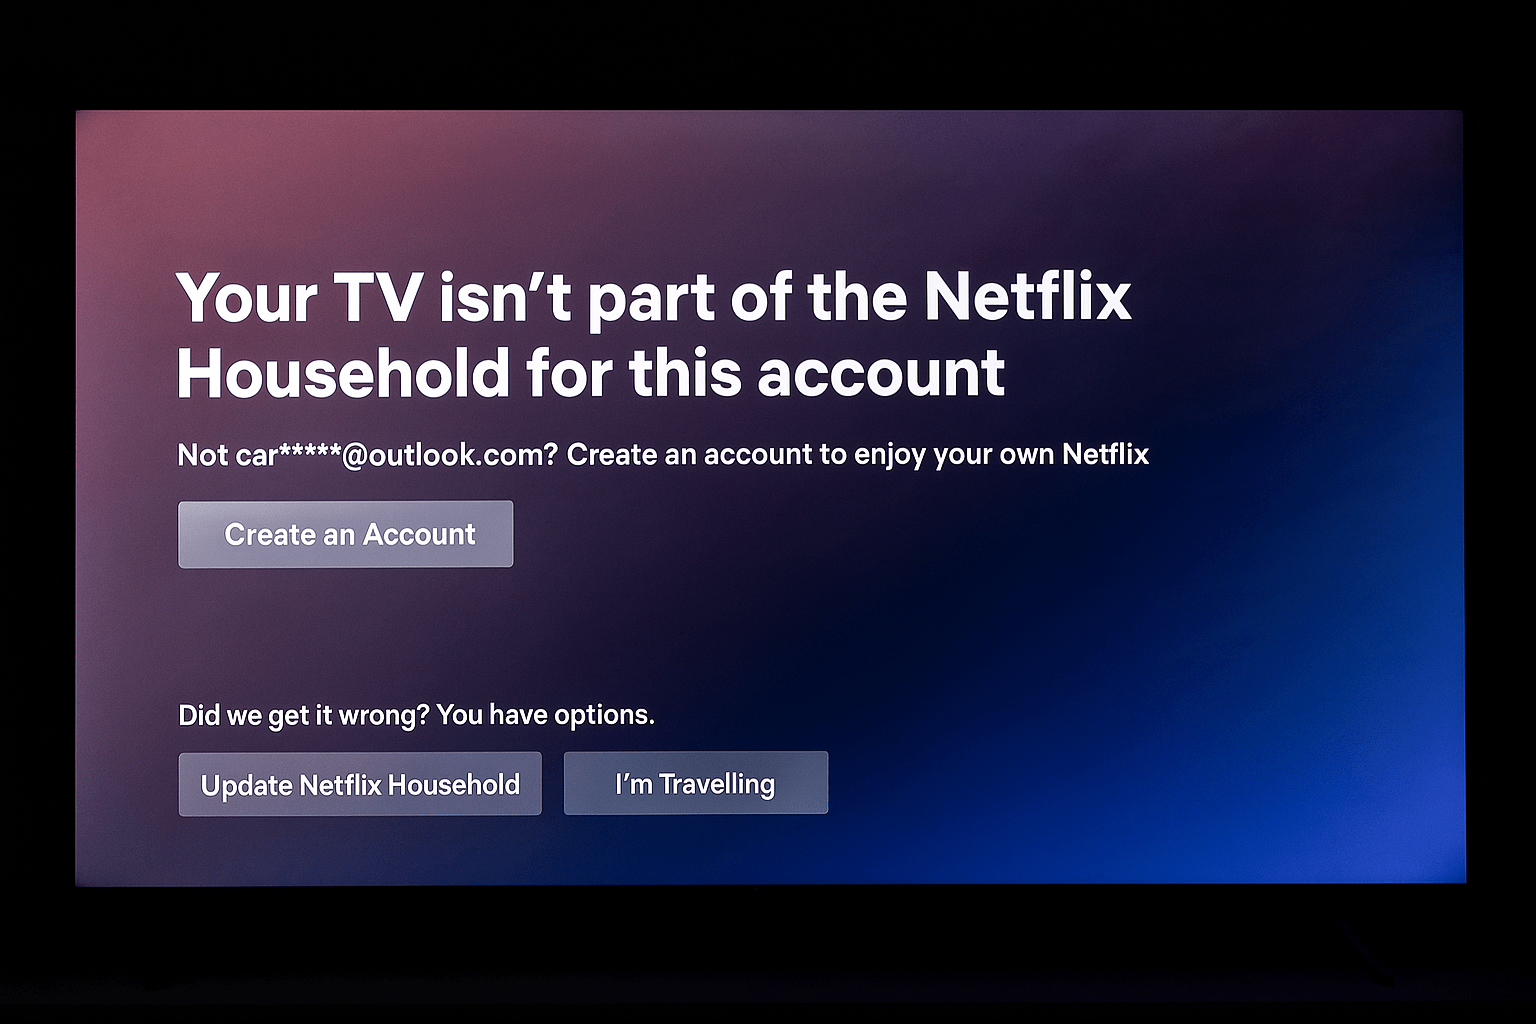 Your TV isn’t part of the Netflix
Household for this account
Not car*****@outlook.com? Create an account to enjoy your own Netflix
Create an Account
Did we get it wrong? You have options.
Update Netflix Household
I’m Travelling